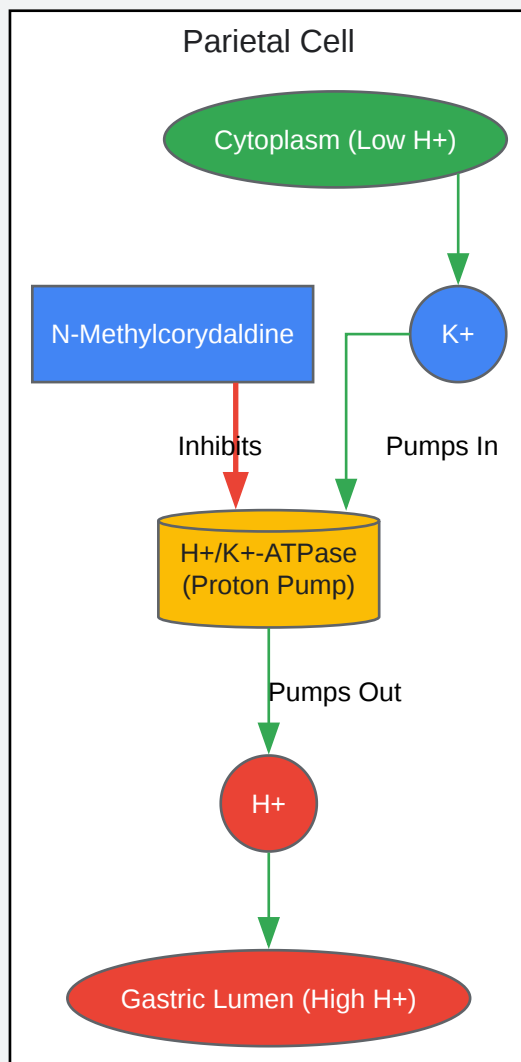 Parietal Cell
Cytoplasm (Low H+)
N-Methylcorydaldine
K+
Inhibits
Pumps In
H+/K+-ATPase
(Proton Pump)
Pumps Out
H+
Gastric Lumen (High H+)